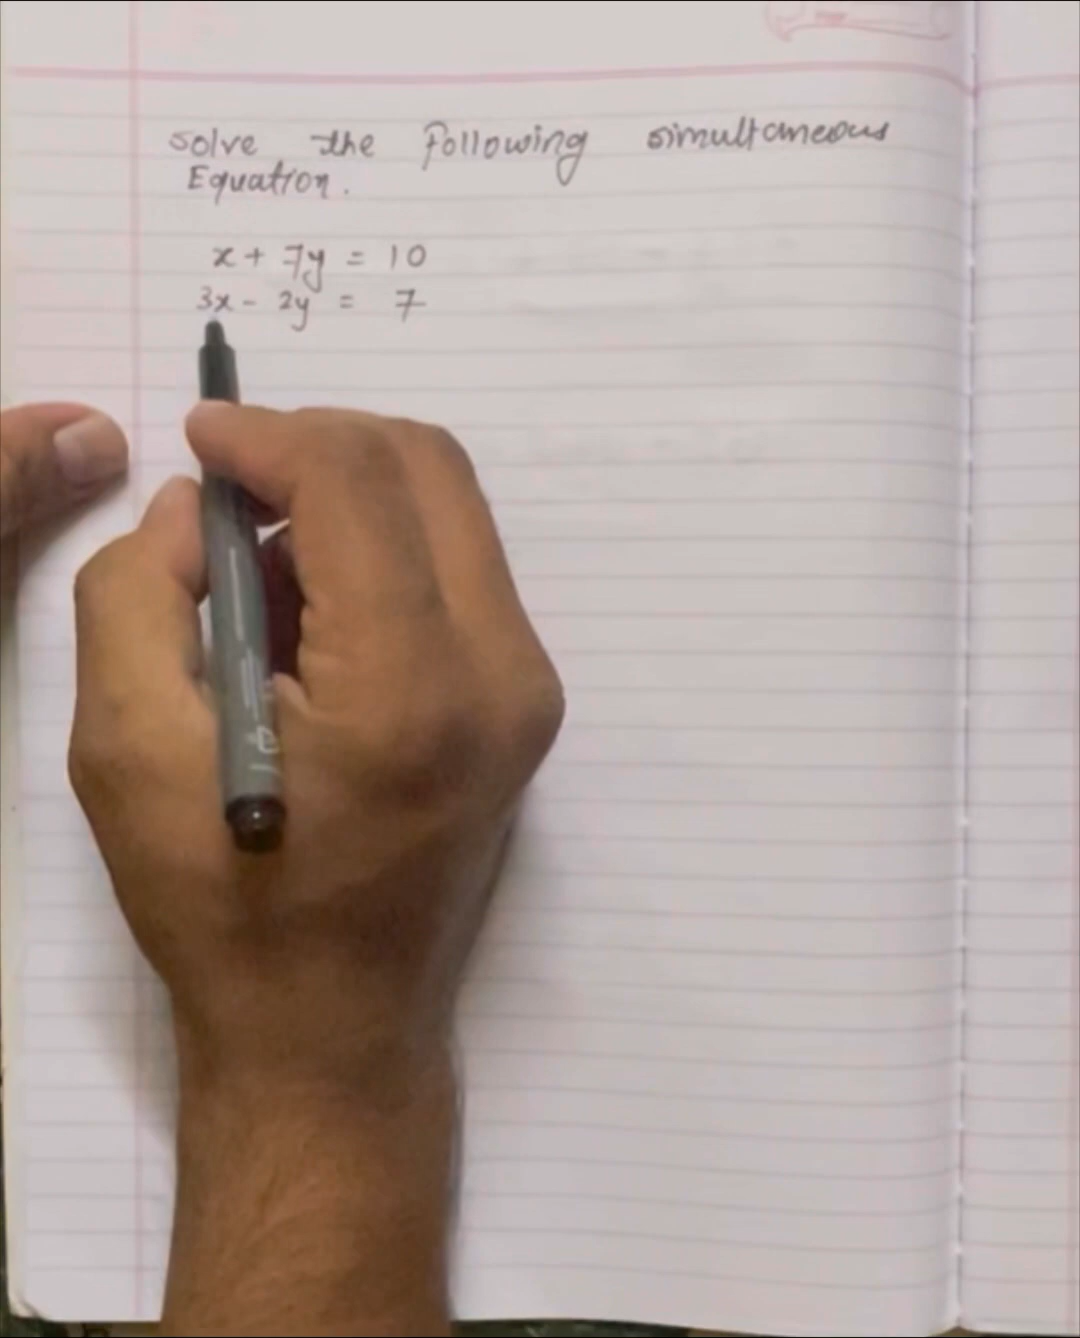 solve the following simultaneous
Equation.
x + 7y = 10
3x - 2y = 7